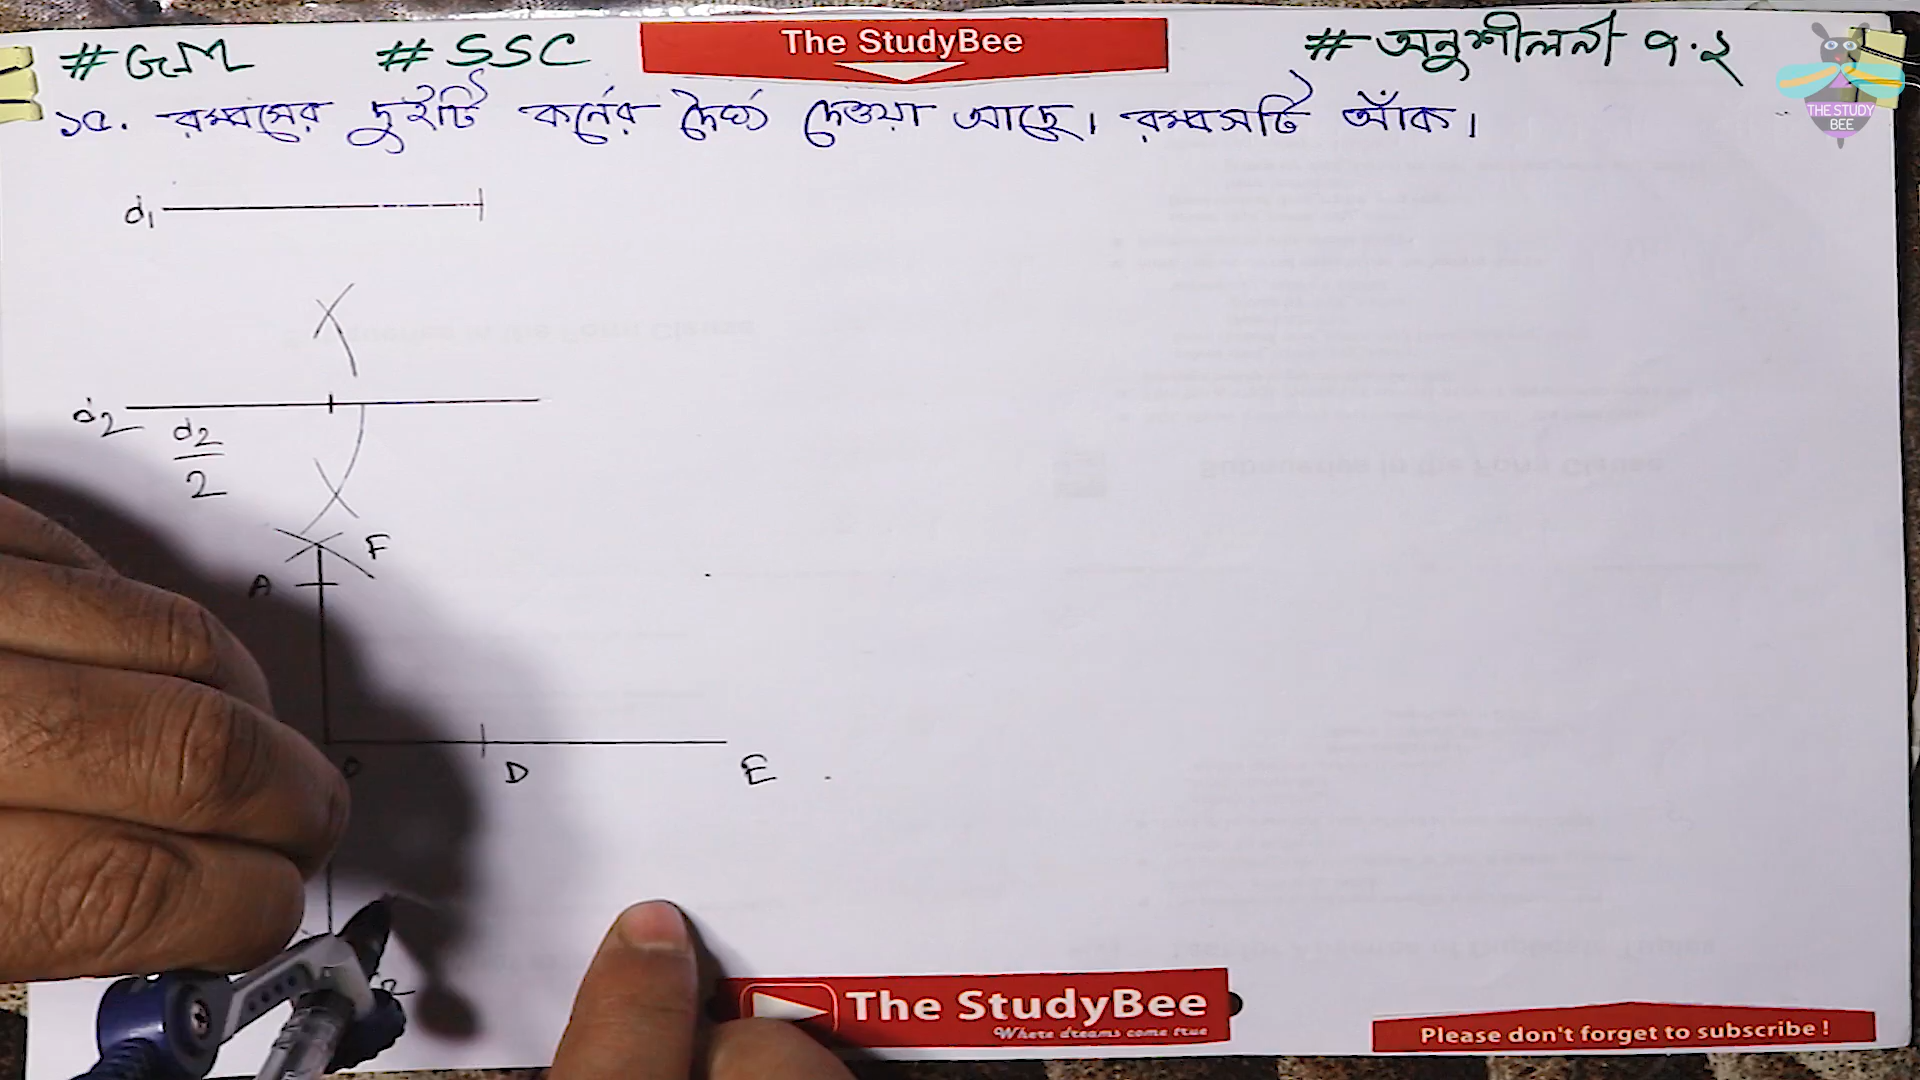 #GM #SSC The StudyBee #অনুশীলনী ৭.২
THE STUDY
BEE
১৫. রম্বসের দুইটি কর্নের দৈর্ঘ্য দেওয়া আছে। রম্বসটি আঁক।
d1
d2
d2
2
F
A
O D E
The StudyBee
Where dreams come true
Please don't forget to subscribe!